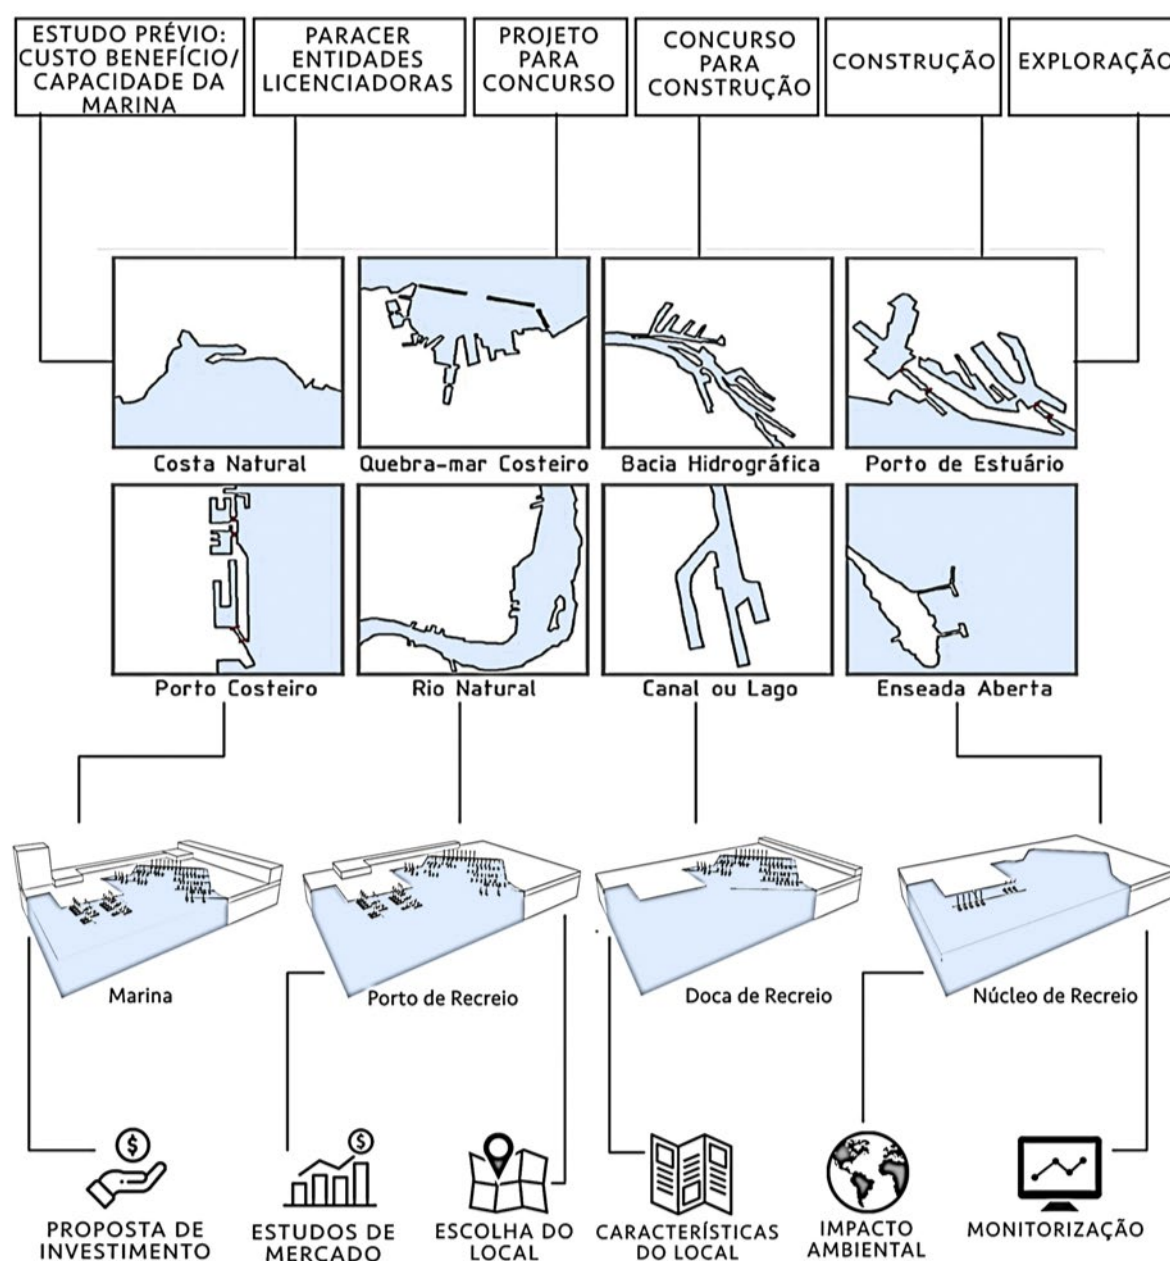 ESTUDO PRÉVIO:
CUSTO BENEFÍCIO/
CAPACIDADE DA
MARINA
PARACER
ENTIDADES
LICENCIADORAS
PROJETO
PARA
CONCURSO
CONCURSO
PARA
CONSTRUÇÃO
CONSTRUÇÃO
EXPLORAÇÃO
Costa Natural
Quebra-mar Costeiro
Bacia Hidrográfica
Porto de Estuário
Porto Costeiro
Rio Natural
Canal ou Lago
Enseada Aberta
Marina
Porto de Recreio
Doca de Recreio
Núcleo de Recreio
$
$
PROPOSTA DE
INVESTIMENTO
ESTUDOS DE
MERCADO
ESCOLHA DO
LOCAL
CARACTERÍSTICAS
DO LOCAL
IMPACTO
AMBIENTAL
MONITORIZAÇÃO